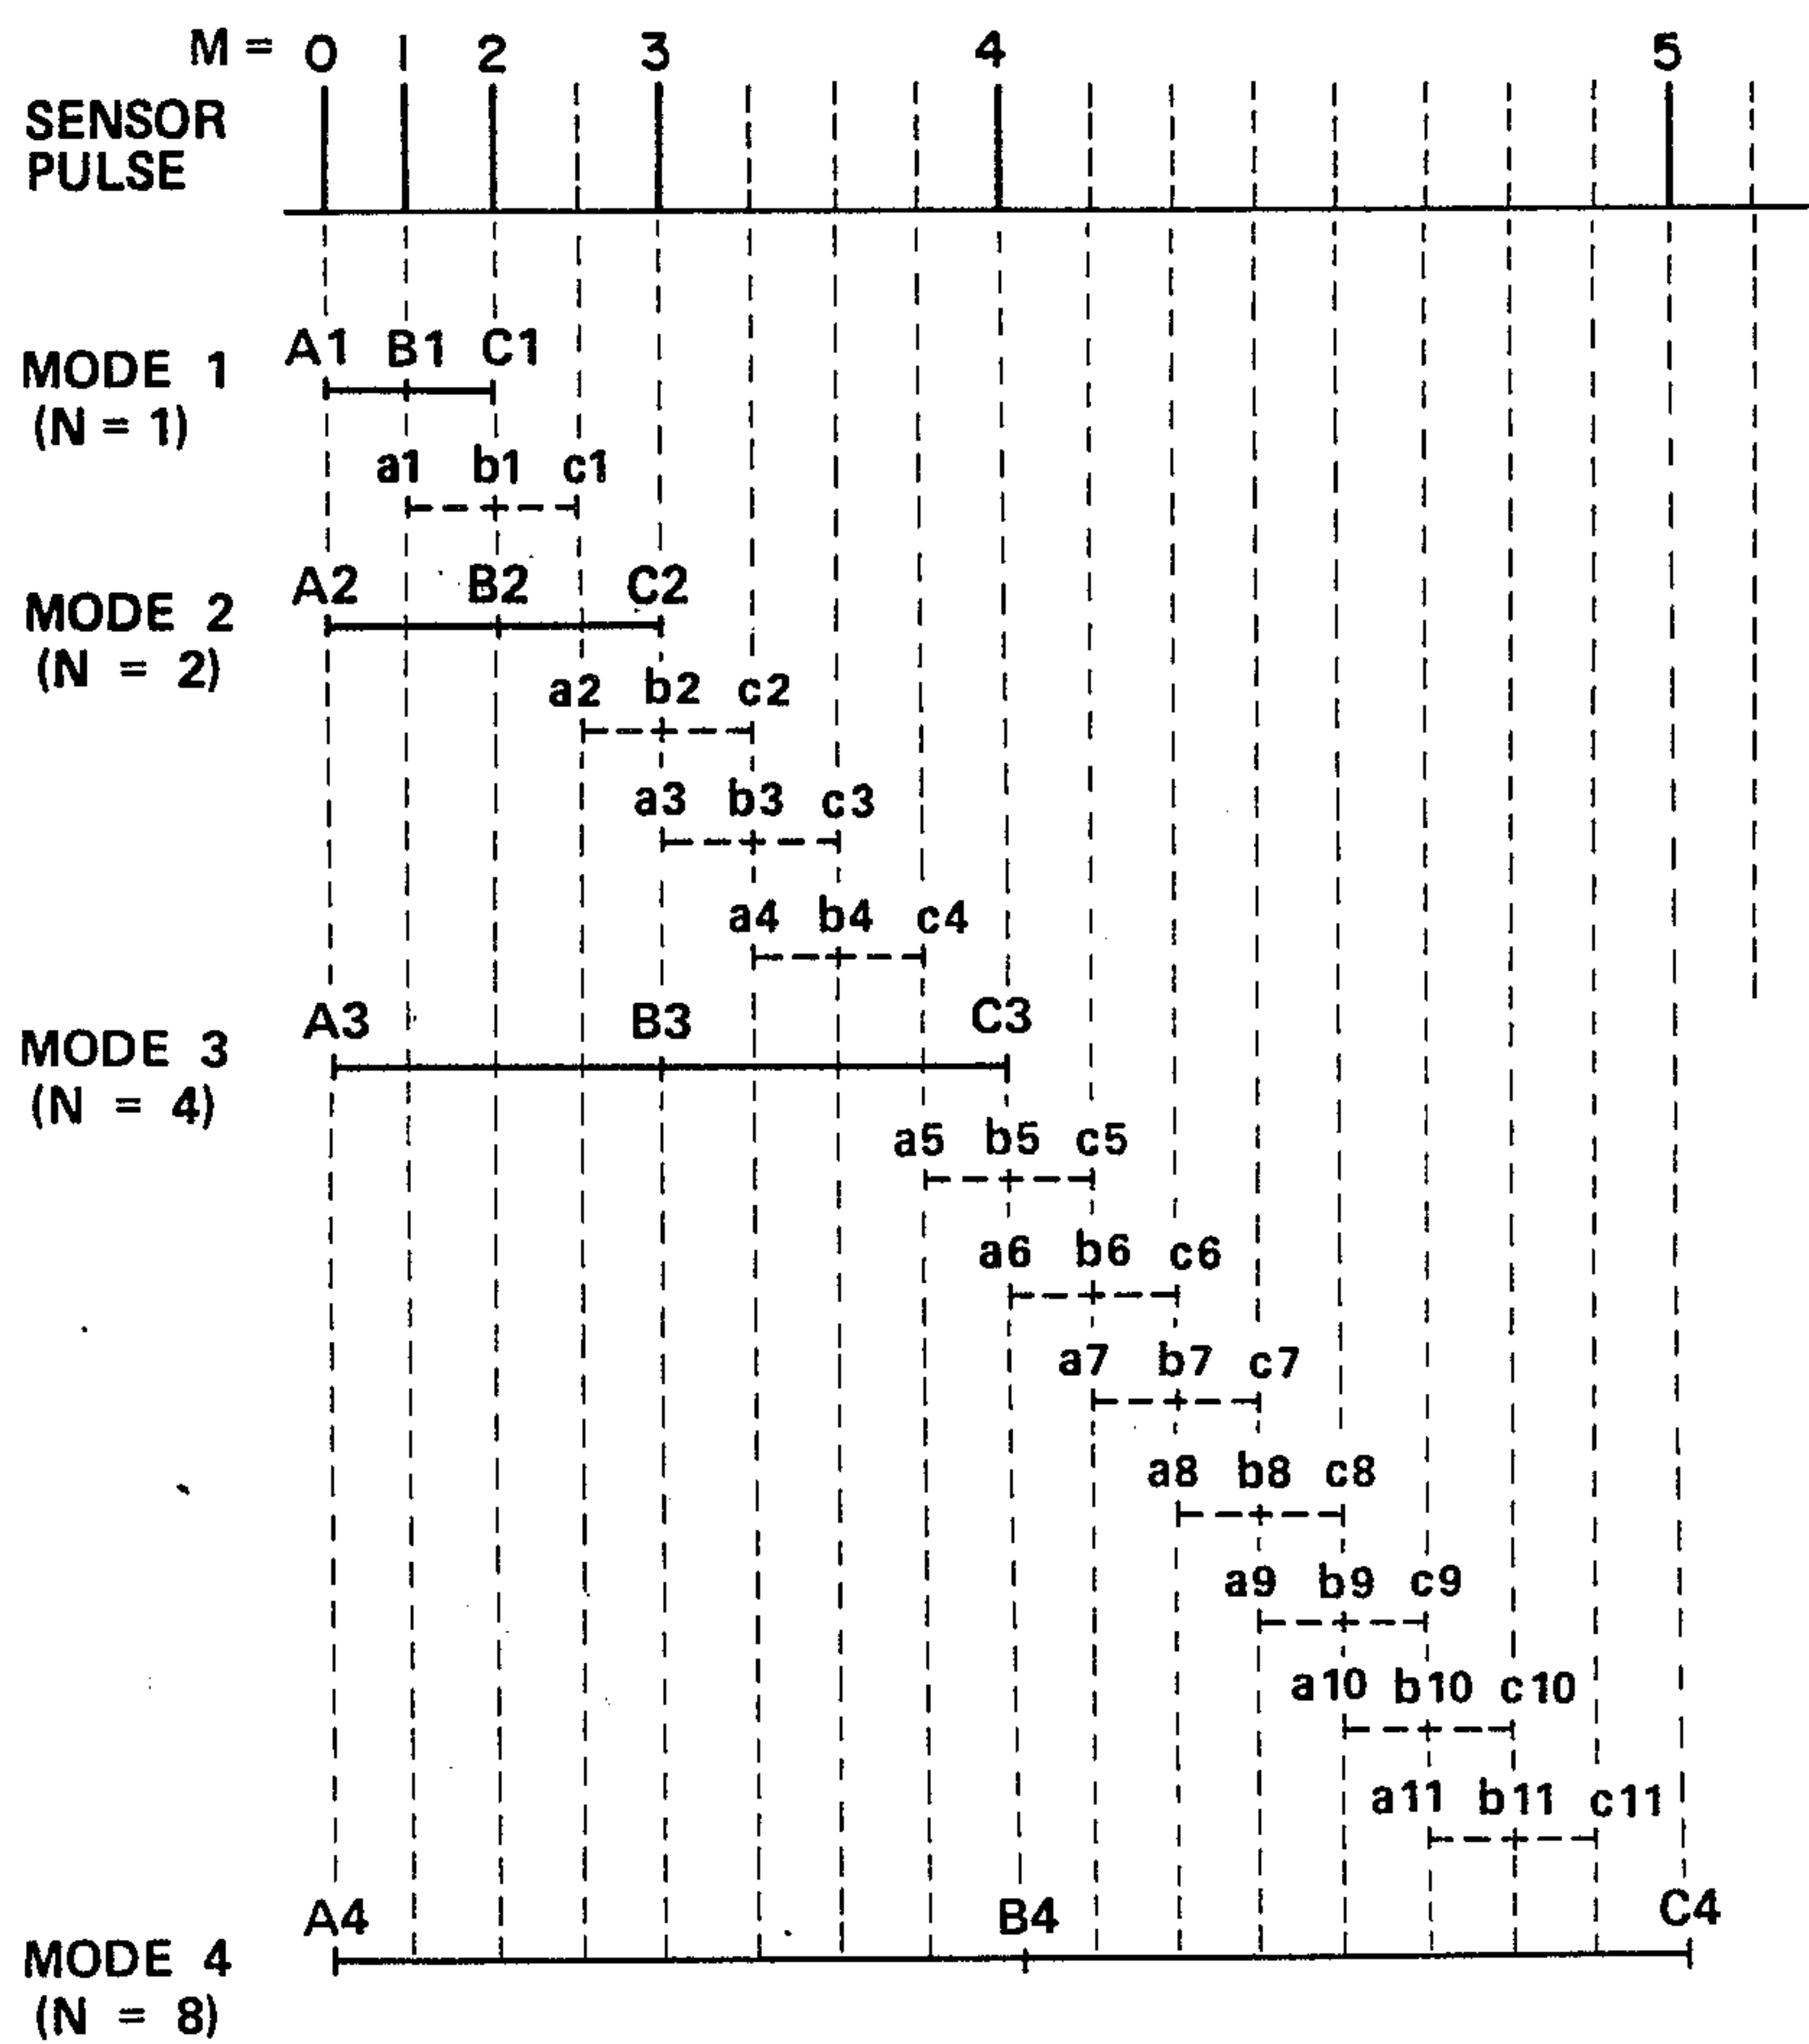 M = 0 1 2 3 4 5
SENSOR
PULSE
A1 B1 C1
MODE 1
(N = 1)
a1 b1 c1
A2 B2 C2
MODE 2
(N = 2)
a2 b2 c2
a3 b3 c3
a4 b4 c4
A3 B3 C3
MODE 3
(N = 4)
a5 b5 c5
a6 b6 c6
a7 b7 c7
a8 b8 c8
a9 b9 c9
a10 b10 c10
a11 b11 c11
A4 B4 C4
MODE 4
(N = 8)